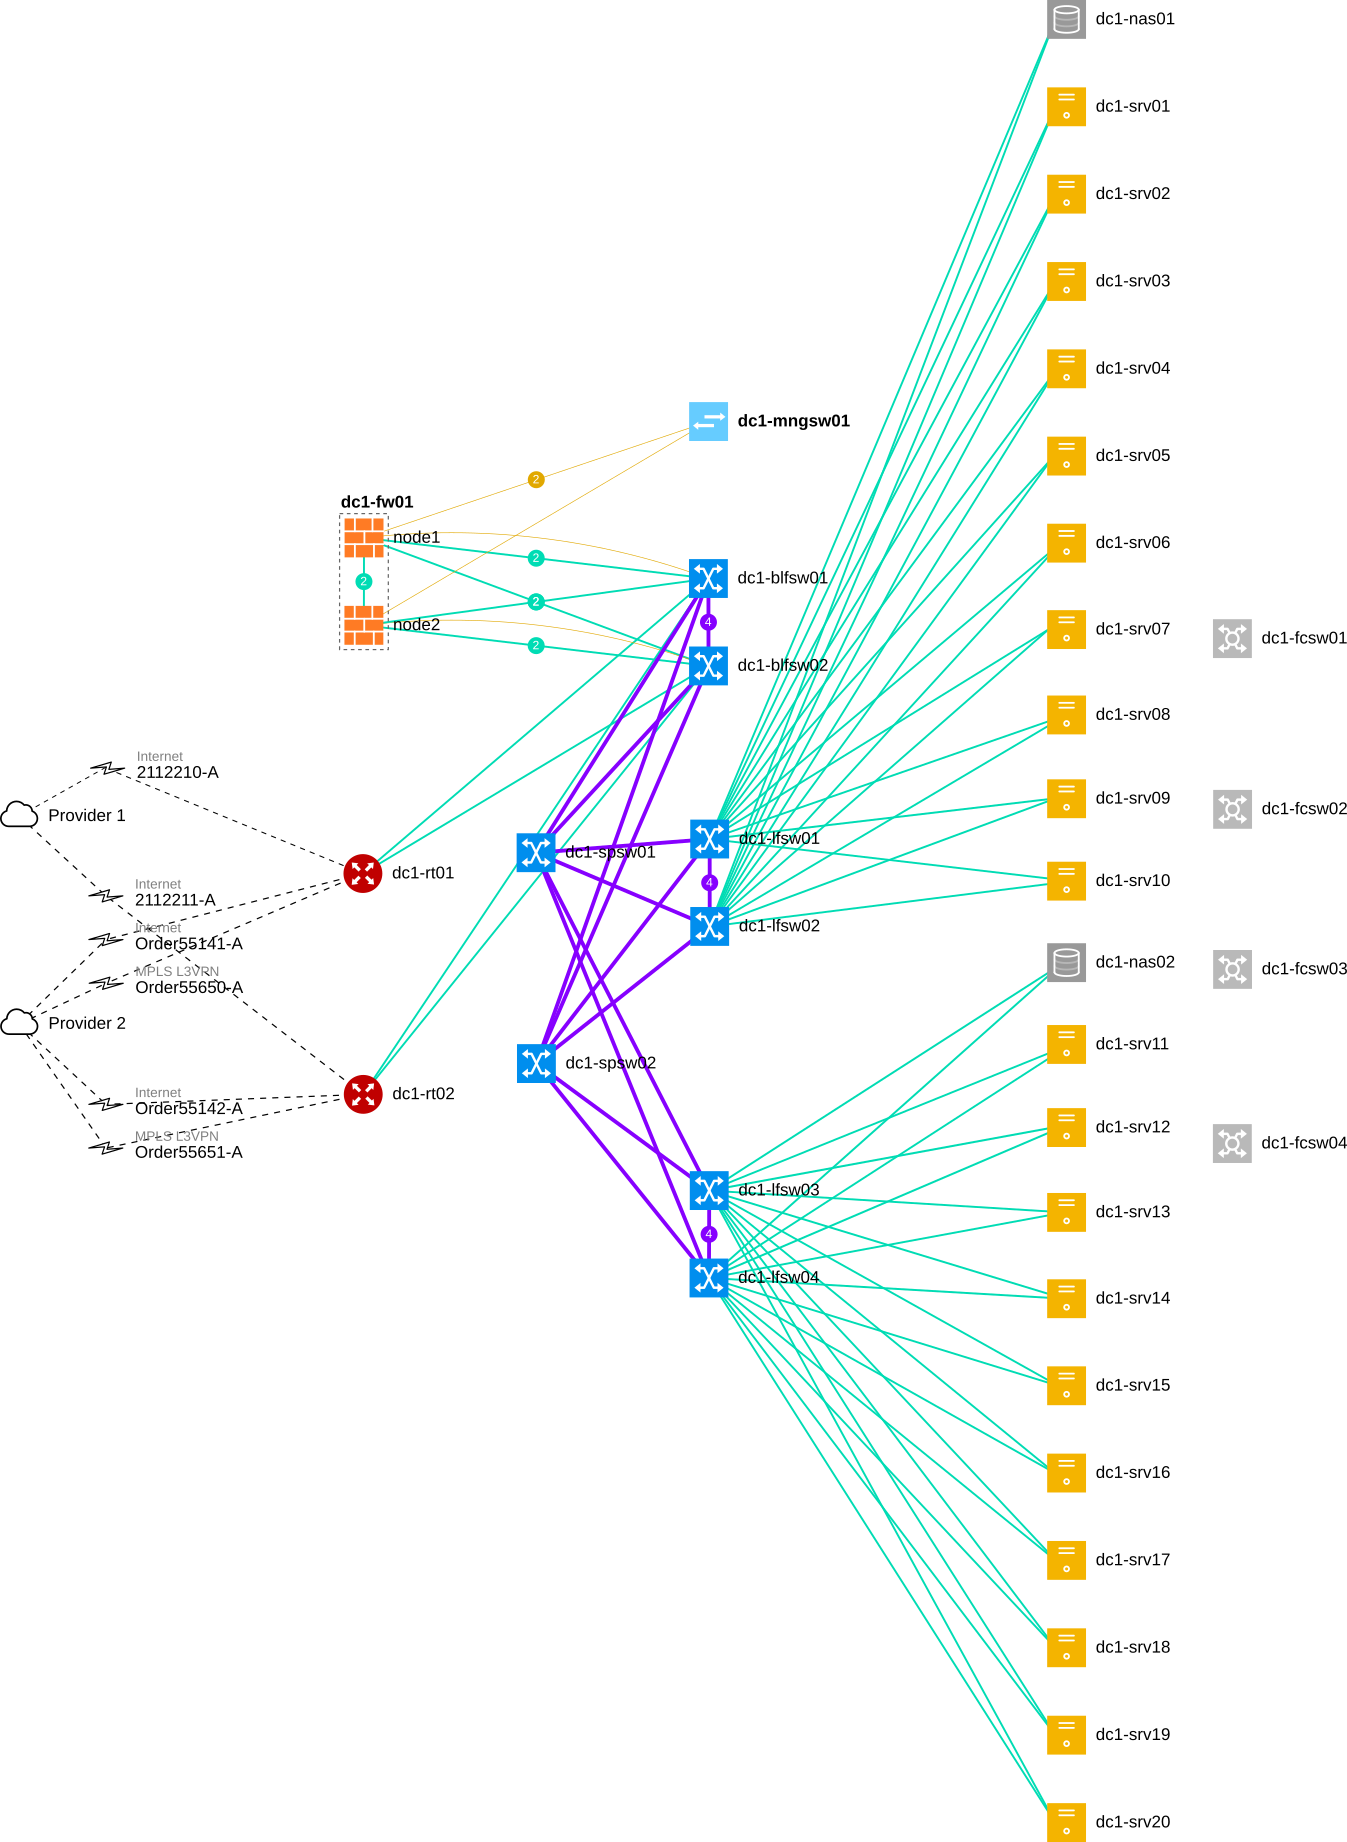 dc1-nas01
dc1-srv01
dc1-srv02
dc1-srv03
dc1-srv04
dc1-mngsw01
dc1-srv05
2
dc1-fw01
node1
dc1-srv06
2
dc1-blfsw01
2
2
node2
4
dc1-srv07
dc1-fcsw01
2
dc1-blfsw02
dc1-srv08
Internet
2112210-A
Provider 1
dc1-srv09
dc1-fcsw02
dc1-spsw01
dc1-lfsw01
dc1-rt01
4
dc1-srv10
Internet
2112211-A
Internet
Order55141-A
dc1-lfsw02
MPLS L3VPN
Order55650-A
dc1-nas02
dc1-fcsw03
Provider 2
dc1-srv11
dc1-spsw02
dc1-rt02
Internet
Order55142-A
MPLS L3VPN
Order55651-A
dc1-srv12
dc1-fcsw04
dc1-lfsw03
dc1-srv13
4
dc1-lfsw04
dc1-srv14
dc1-srv15
dc1-srv16
dc1-srv17
dc1-srv18
dc1-srv19
dc1-srv20